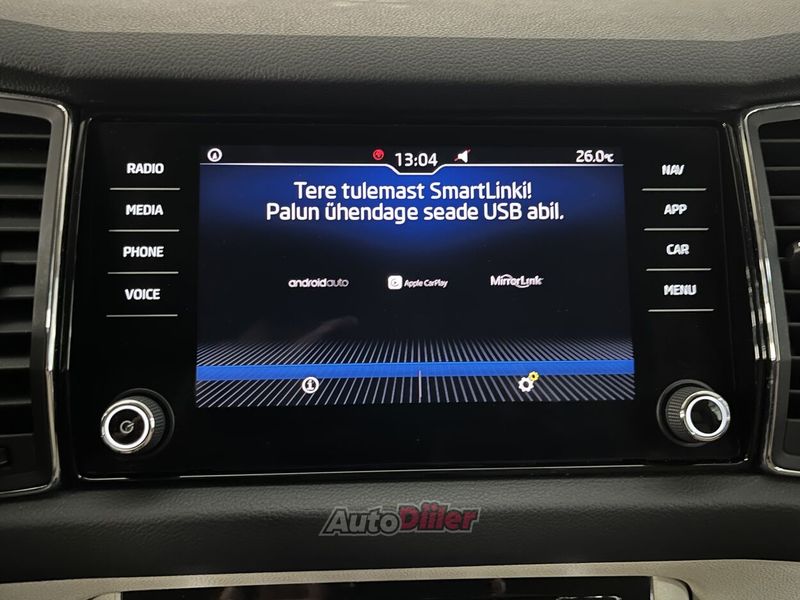 RADIO
MEDIA
PHONE
VOICE
13:04
26.0°C
Tere tulemast SmartLinki!
Palun ühendage seade USB abil.
androidauto
Apple CarPlay
MirrorLink
NAV
APP
CAR
MENU
AutoDiiler